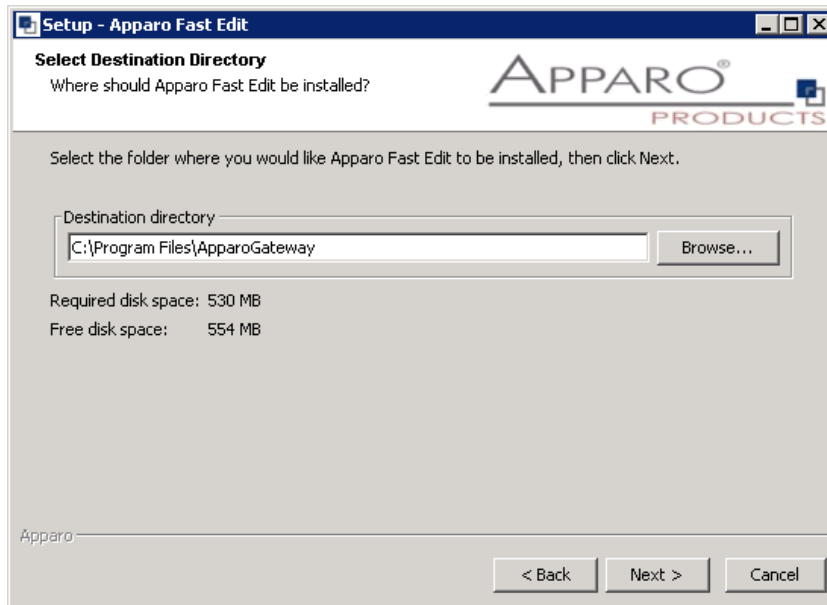 Setup - Apparo Fast Edit
Select Destination Directory
Where should Apparo Fast Edit be installed?
APPARO®
PRODUCTS
Select the folder where you would like Apparo Fast Edit to be installed, then click Next.
Destination directory
C:\Program Files\ApparoGateway
Browse...
Required disk space: 530 MB
Free disk space: 554 MB
Apparo
< Back Next > Cancel